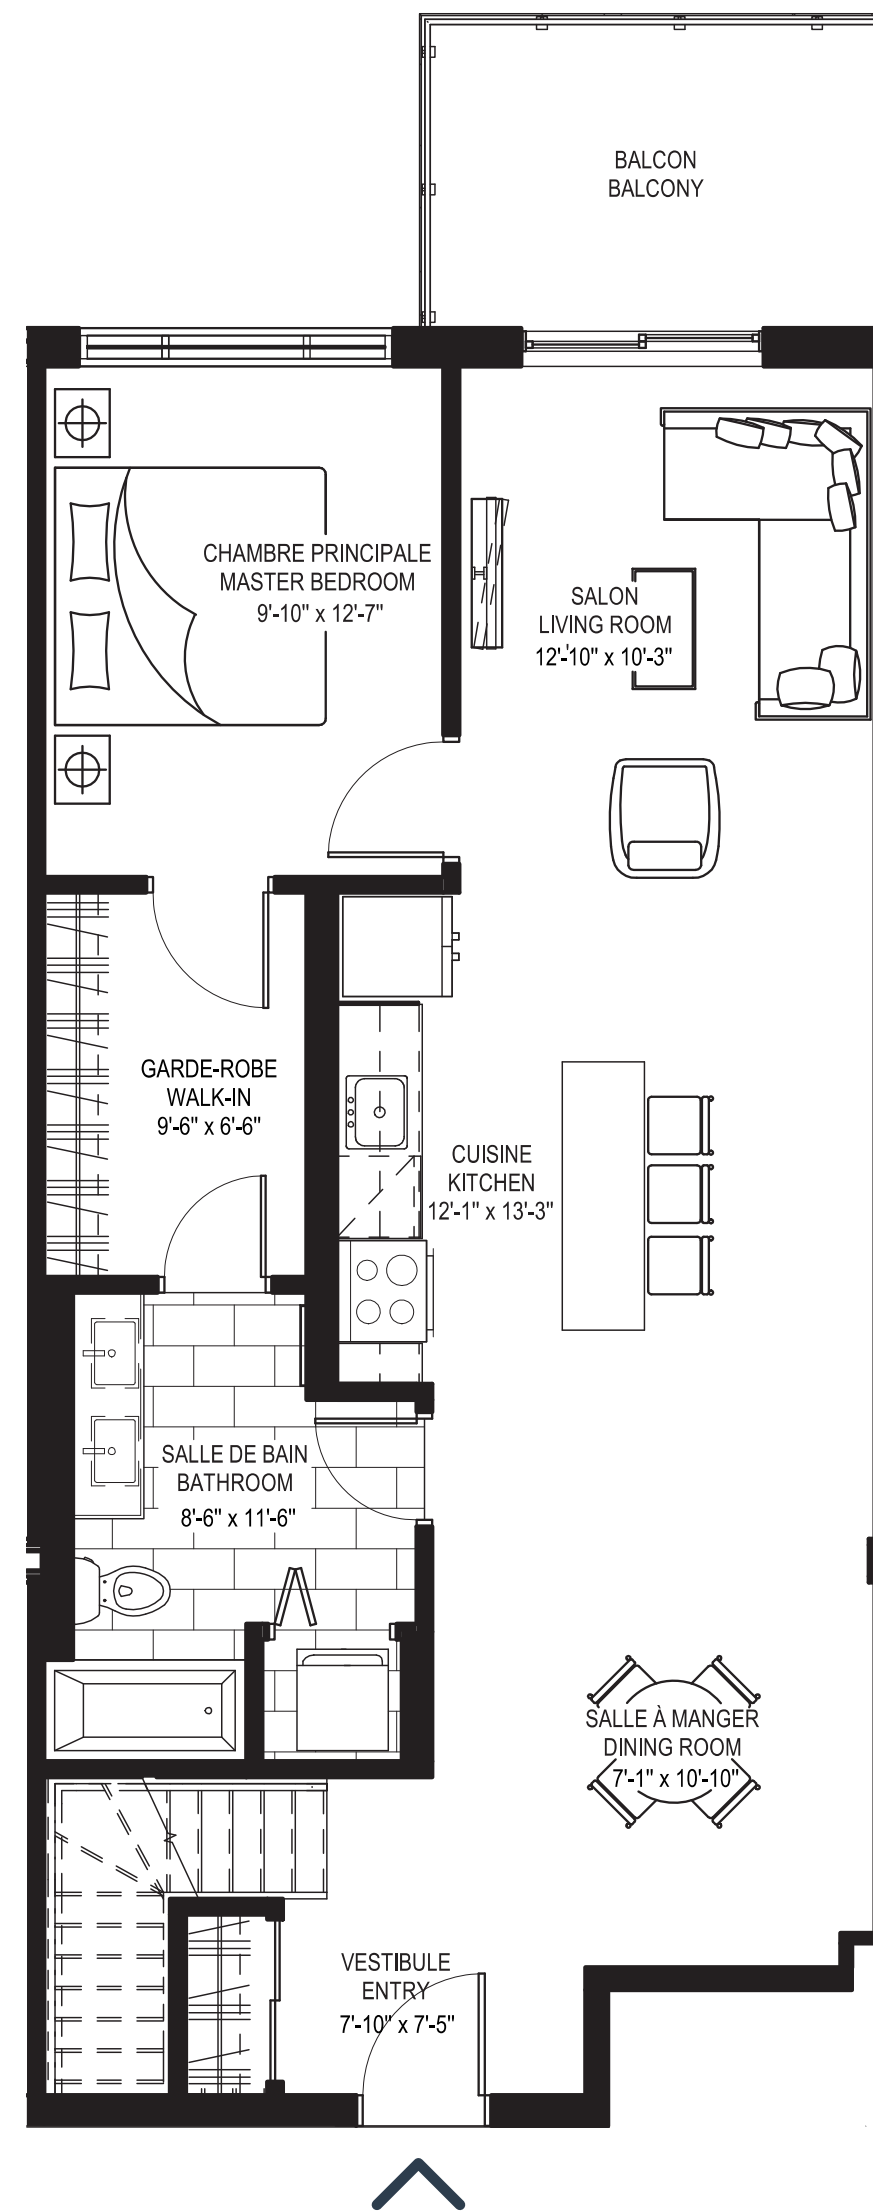 BALCON
BALCONY
CHAMBRE PRINCIPALE
MASTER BEDROOM
9'-10" x 12'-7"
SALON
LIVING ROOM
12'-10" x 10'-3"
GARDE-ROBE
WALK-IN
9'-6" x 6'-6"
CUISINE
KITCHEN
12'-1" x 13'-3"
SALLE DE BAIN
BATHROOM
8'-6" x 11'-6"
SALLE À MANGER
DINING ROOM
7'-1" x 10'-10"
VESTIBULE
ENTRY
7'-10" x 7'-5"